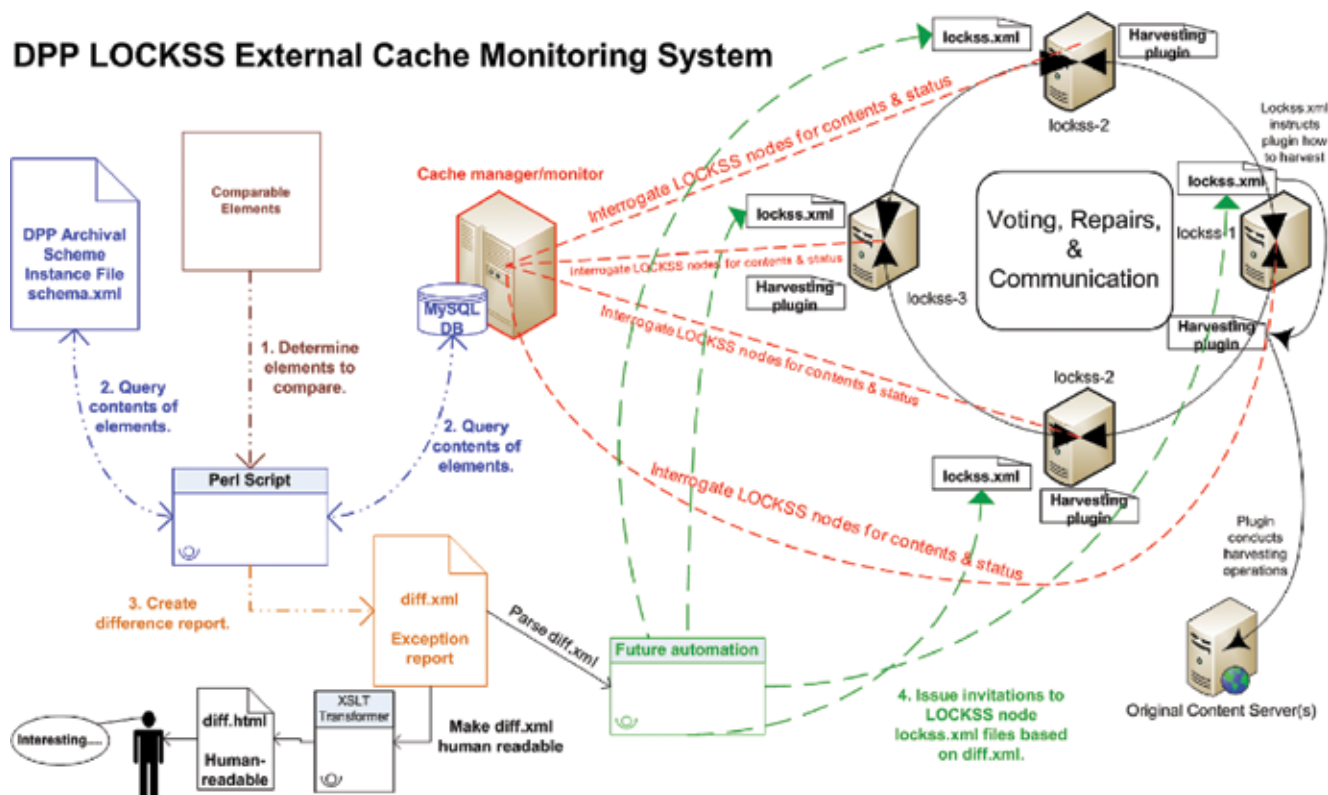 DPP LOCKSS External Cache Monitoring System
lockss.xml
Harvesting
plugin
lockss-2
Lockss.xml
instructs
plugin how
to harvest
DPP Archival
Scheme
Instance File
schema.xml
Comparable
Elements
Cache manager/monitor
MySQL
DB
Interrogate LOCKSS nodes for contents & status
Interrogate LOCKSS nodes for contents & status
Interrogate LOCKSS nodes for contents & status
Interrogate LOCKSS nodes for contents & status
lockss.xml
Harvesting
plugin
lockss-3
Voting, Repairs,
&
Communication
lockss.xml
lockss-1
Harvesting
plugin
lockss-2
lockss.xml
Harvesting
plugin
1. Determine
elements to
compare.
2. Query
contents of
elements.
2. Query
contents of
elements.
Perl Script
3. Create
difference report.
diff.xml
Exception
report
Parse diff.xml
Future automation
4. Issue invitations to
LOCKSS node
lockss.xml files based
on diff.xml.
Plugin
conducts
harvesting
operations
Original Content Server(s)
Make diff.xml
human readable
XSLT
Transformer
diff.html
Human-
readable
Interesting....